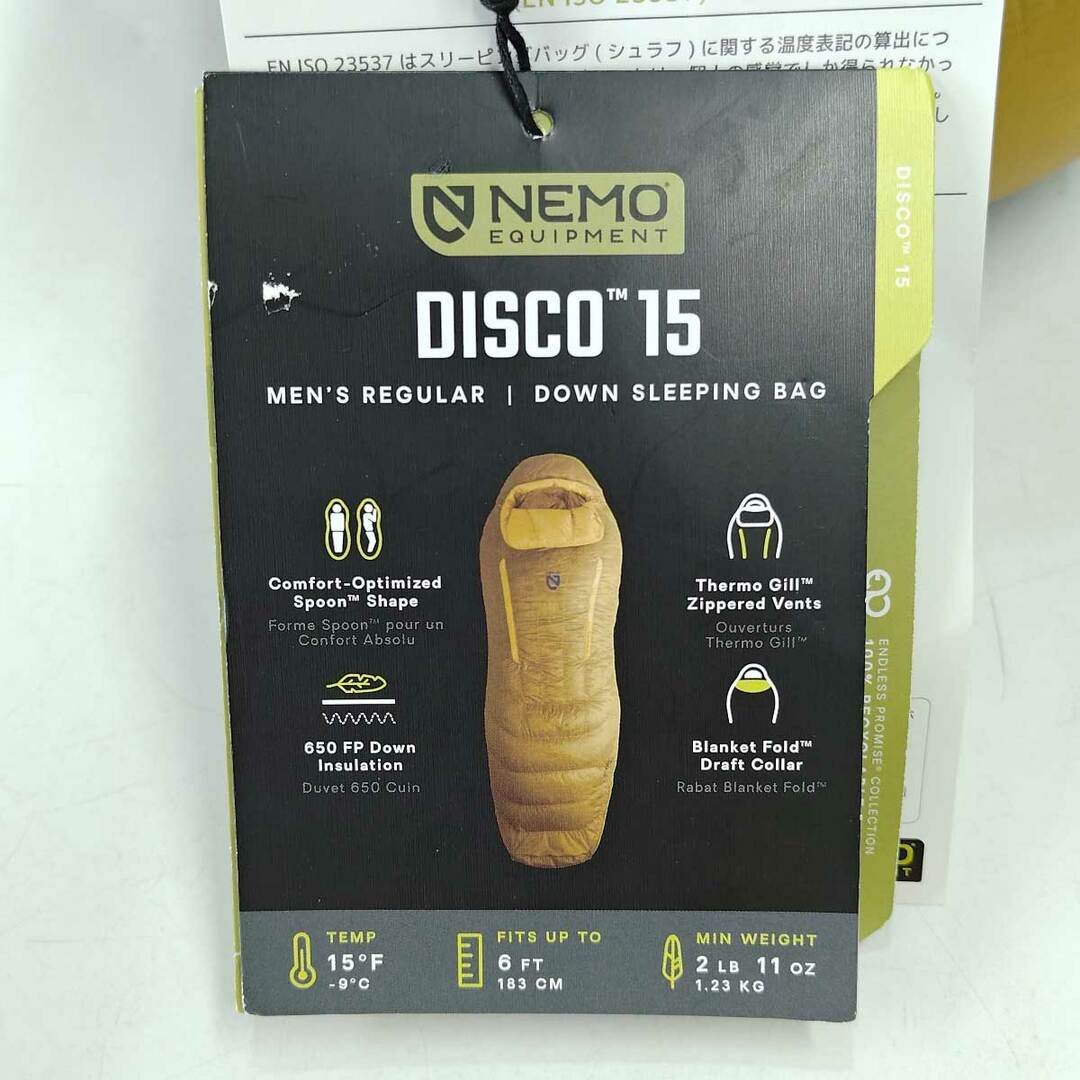 EN ISO 23537 はスリーピングバッグ ( シュラフ ) に関する温度表記の算出につ
NEMO
EQUIPMENT
DISCO™ 15
MEN'S REGULAR | DOWN SLEEPING BAG
Comfort-Optimized
Spoon™ Shape
Forme Spoon™ pour un
Confort Absolu
650 FP Down
Insulation
Duvet 650 Cuin
Thermo Gill™
Zippered Vents
Ouverturs
Thermo Gill™
Blanket Fold™
Draft Collar
Rabat Blanket Fold™
TEMP
15°F
-9°C
FITS UP TO
6 FT
183 CM
MIN WEIGHT
2 LB 11 OZ
1.23 KG
DISCO™ 15
ENDLESS PROMISE® COLLECTION